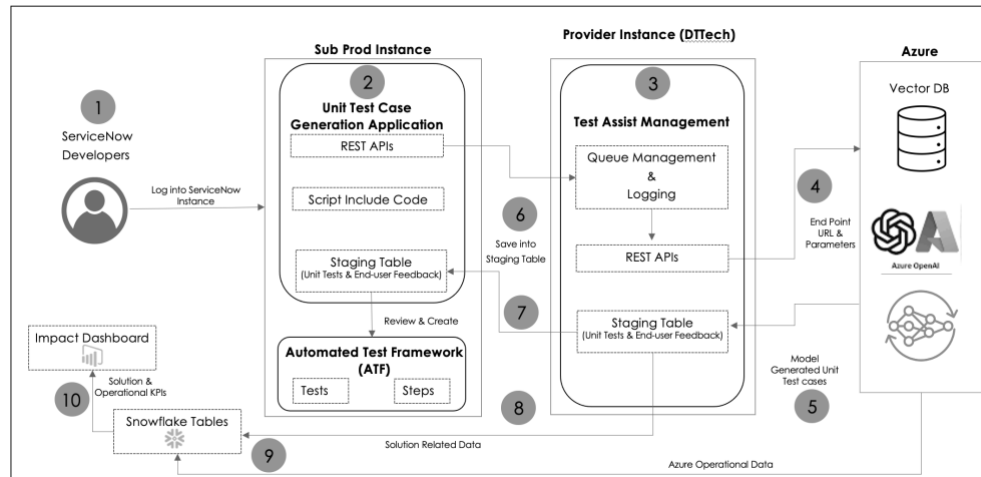 Sub Prod Instance
Provider Instance (DTTech)
Azure
1
ServiceNow
Developers
Log into ServiceNow
Instance
2
Unit Test Case
Generation Application
REST APIs
Script Include Code
Staging Table
(Unit Tests & End-user Feedback)
Review & Create
Automated Test Framework
(ATF)
Tests
Steps
6
Save into
Staging Table
7
8
3
Test Assist Management
Queue Management
&
Logging
REST APIs
Staging Table
(Unit Tests & End-user Feedback)
4
End Point
URL &
Parameters
Model
Generated Unit
Test cases
5
Vector DB
Azure OpenAI
Impact Dashboard
10
Solution &
Operational KPIs
Snowflake Tables
9
Solution Related Data
Azure Operational Data